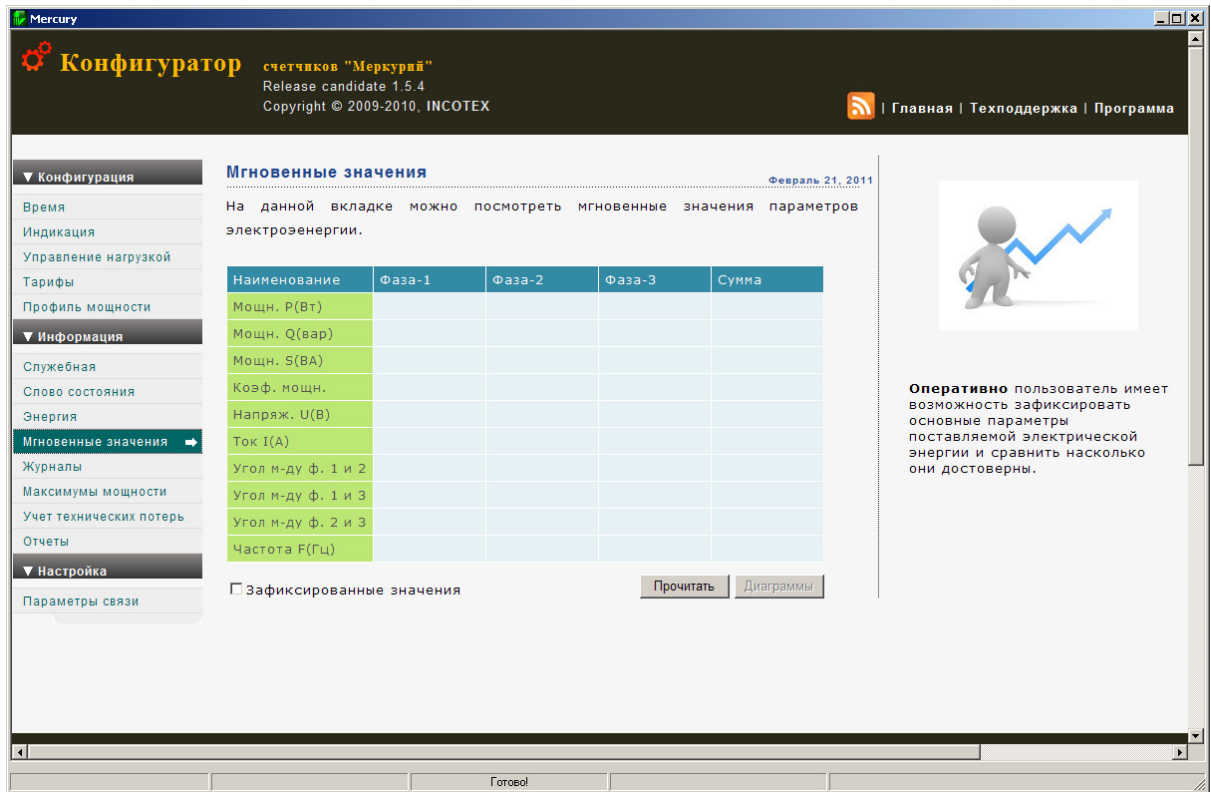 Mercury
Конфигуратор счетчиков "Меркурий"
Release candidate 1.5.4
Copyright © 2009-2010, INCOTEX
| Главная | Техподдержка | Программа
▼ Конфигурация
Время
Индикация
Управление нагрузкой
Тарифы
Профиль мощности
▼ Информация
Служебная
Слово состояния
Энергия
Мгновенные значения
Журналы
Максимумы мощности
Учет технических потерь
Отчеты
▼ Настройка
Параметры связи
Мгновенные значения
Февраль 21, 2011
На данной вкладке можно посмотреть мгновенные значения параметров
электроэенергии.
Наименование Фаза-1 Фаза-2 Фаза-3 Сумма
Мощн. P(Вт)
Мощн. Q(вар)
Мощн. S(ВА)
Коэф. мощн.
Напряж. U(В)
Ток I(А)
Угол м-ду ф. 1 и 2
Угол м-ду ф. 1 и 3
Угол м-ду ф. 2 и 3
Частота F(Гц)
Зафиксированные значения
Прочитать Диаграммы
Оперативно пользователь имеет
возможность зафиксировать
основные параметры
поставляемой электрической
энергии и сравнить насколько
они достоверны.
Готово!